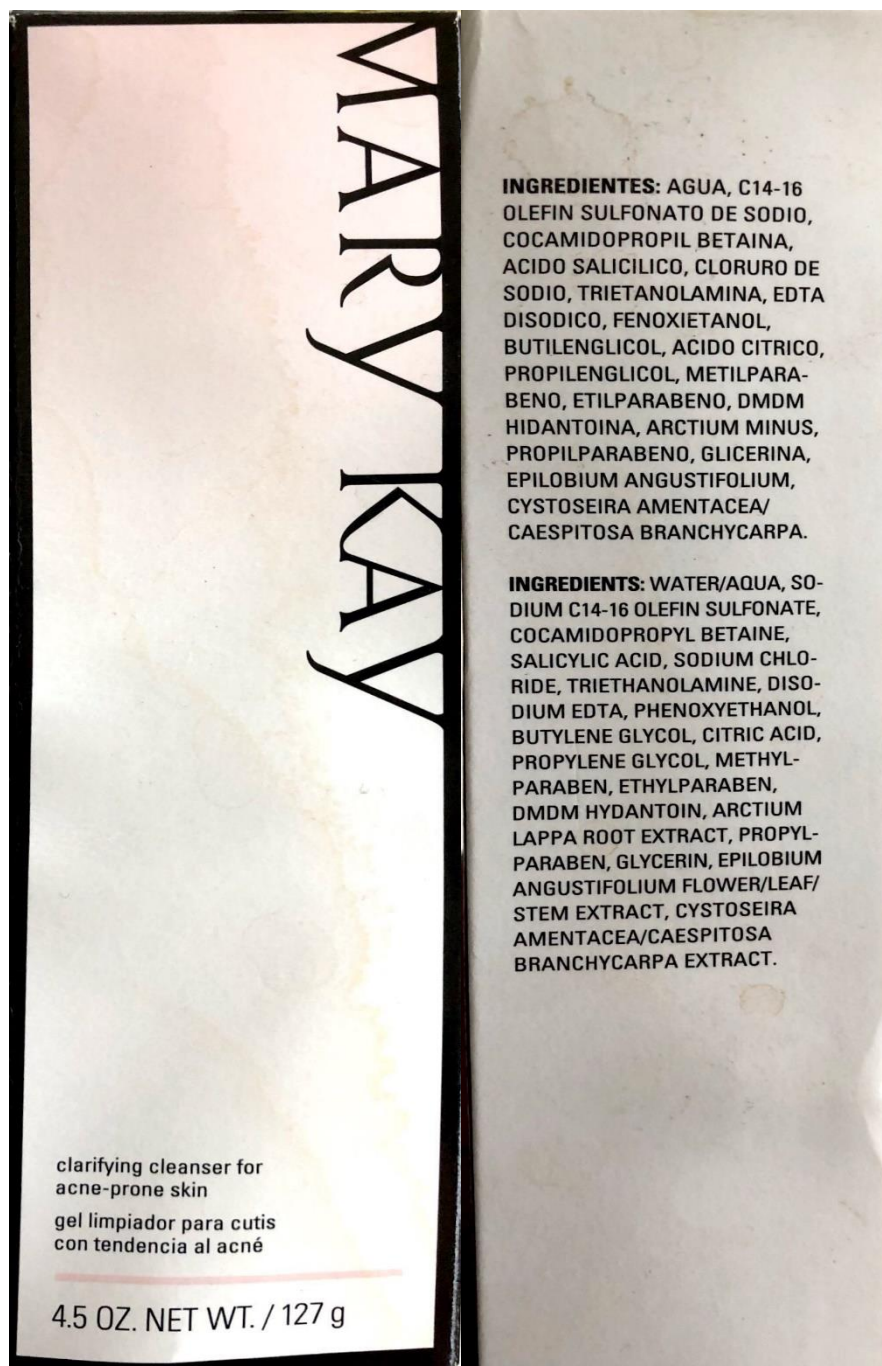 MARY KAY
clarifying cleanser for
acne-prone skin
gel limpiador para cutis
con tendencia al acné
4.5 OZ. NET WT. / 127 g
INGREDIENTES: AGUA, C14-16
OLEFIN SULFONATO DE SODIO,
COCAMIDOPROPIL BETAINA,
ACIDO SALICILICO, CLORURO DE
SODIO, TRIETANOLAMINA, EDTA
DISODICO, FENOXIETANOL,
BUTILENGLICOL, ACIDO CITRICO,
PROPILENGLICOL, METILPARA-
BENO, ETILPARABENO, DMDM
HIDANTOINA, ARCTIUM MINUS,
PROPILPARABENO, GLICERINA,
EPILOBIUM ANGUSTIFOLIUM,
CYSTOSEIRA AMENTACEA/
CAESPITOSA BRANCHYCARPA.
INGREDIENTS: WATER/AQUA, SO-
DIUM C14-16 OLEFIN SULFONATE,
COCAMIDOPROPYL BETAINE,
SALICYLIC ACID, SODIUM CHLO-
RIDE, TRIETHANOLAMINE, DISO-
DIUM EDTA, PHENOXYETHANOL,
BUTYLENE GLYCOL, CITRIC ACID,
PROPYLENE GLYCOL, METHYL-
PARABEN, ETHYLPARABEN,
DMDM HYDANTOIN, ARCTIUM
LAPPA ROOT EXTRACT, PROPYL-
PARABEN, GLYCERIN, EPILOBIUM
ANGUSTIFOLIUM FLOWER/LEAF/
STEM EXTRACT, CYSTOSEIRA
AMENTACEA/CAESPITOSA
BRANCHYCARPA EXTRACT.